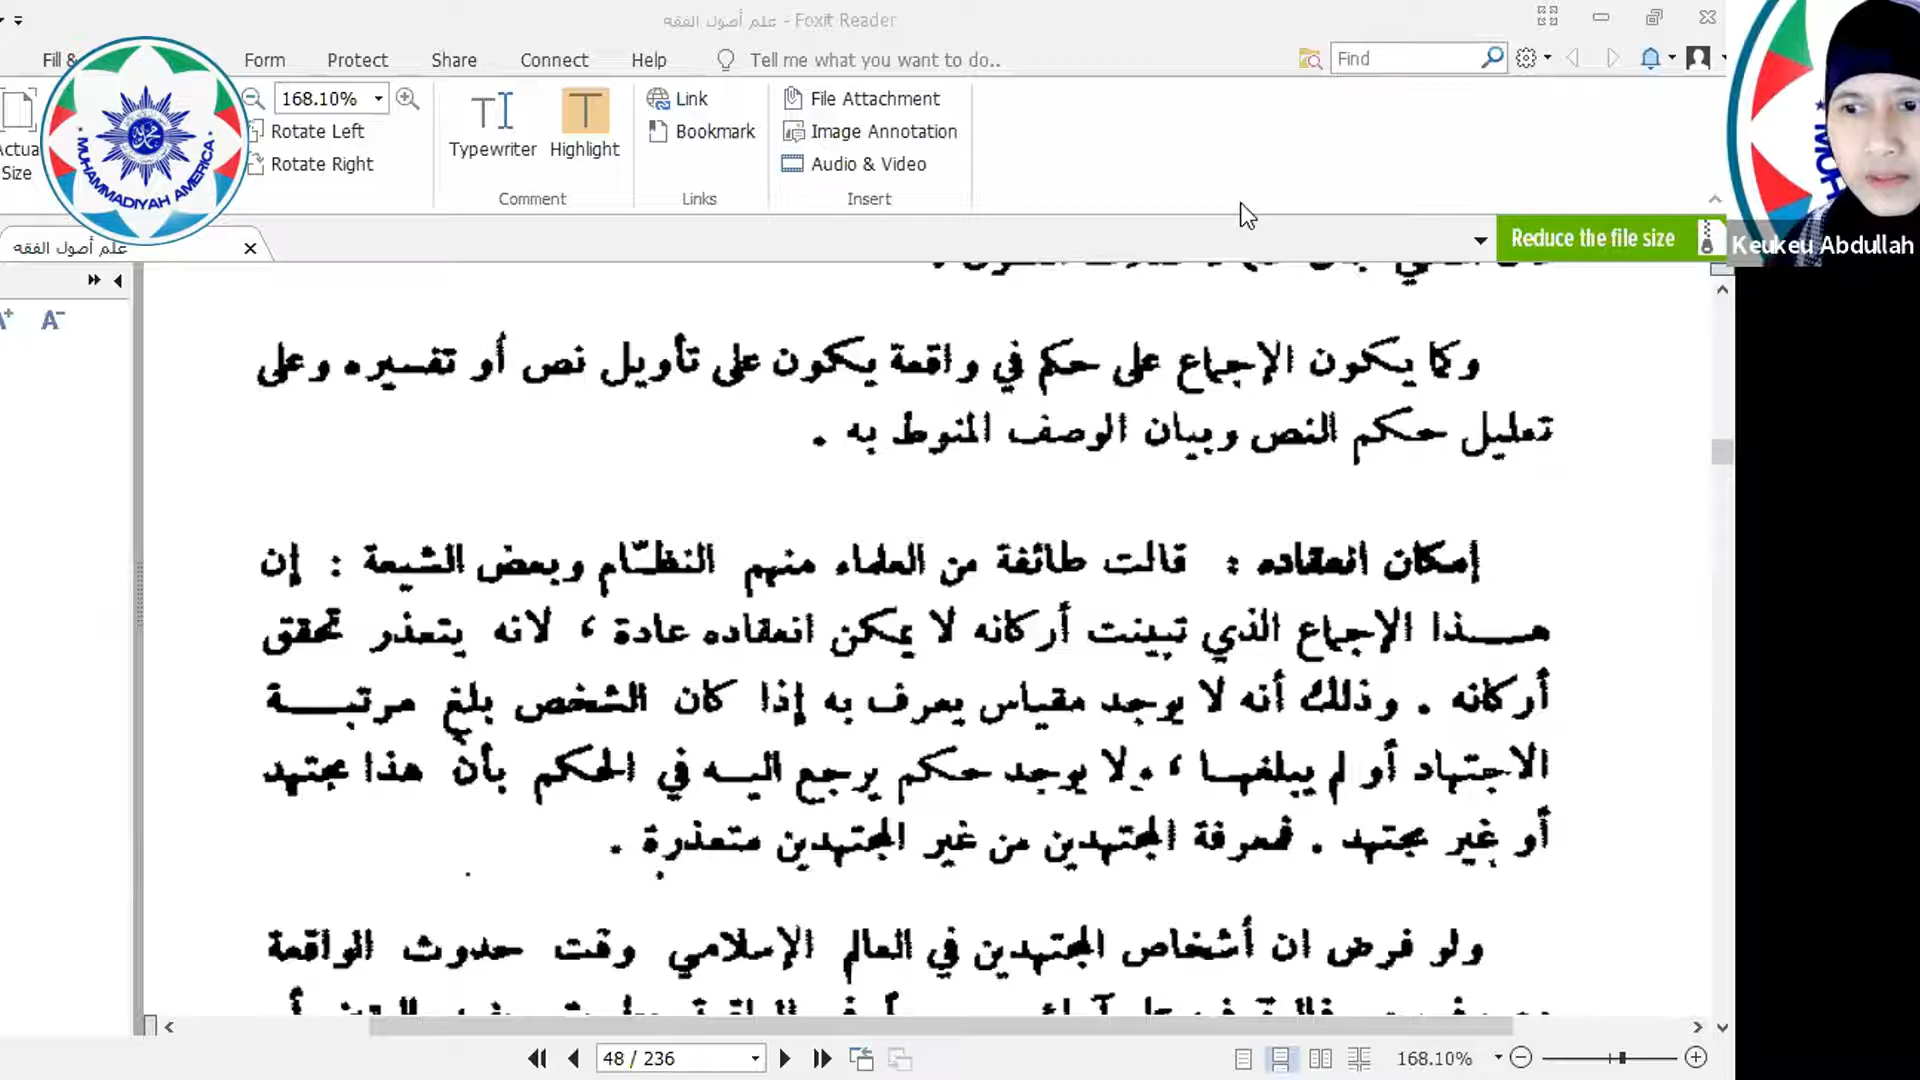 علم أصول الفقه - Foxit Reader
Fill &
Form
Protect
Share
Connect
Help
Tell me what you want to do..
Find
168.10%
Actual
Size
Rotate Left
Rotate Right
Typewriter
Highlight
Comment
Link
Bookmark
Links
File Attachment
Image Annotation
Audio & Video
Insert
MUHAMMADIYAH AMERICA
علم أصول الفقه
Reduce the file size
Keukeu Abdullah
وكما يكون الإجماع على حكم في واقعة يكون على تأويل نص أو تفسيره وعلى
تعليل حكم النص وبيان الوصف المنوط به .
إمكان انعقاده : قالت طائفة من العلماء منهم النظّام وبعض الشيعة : إن
هـذا الإجماع الذي تبينت أركانه لا يمكن انعقاده عادة ، لانه يتعذر تحقق
أركانه . وذلك أنه لا يوجد مقياس يعرف به إذا كان الشخص بلغ مرتبـة
الاجتهاد أو لم يبلغهـا ، ولا يوجد حكم يرجع اليـه في الحكم بأن هذا مجتهد
أو غير مجتهد . فمعرفة المجتهدين من غير المجتهدين متعذرة .
ولو فرض ان أشخاص المجتهدين في العالم الإسلامي وقت حدوث الواقعة
48 / 236
168.10%